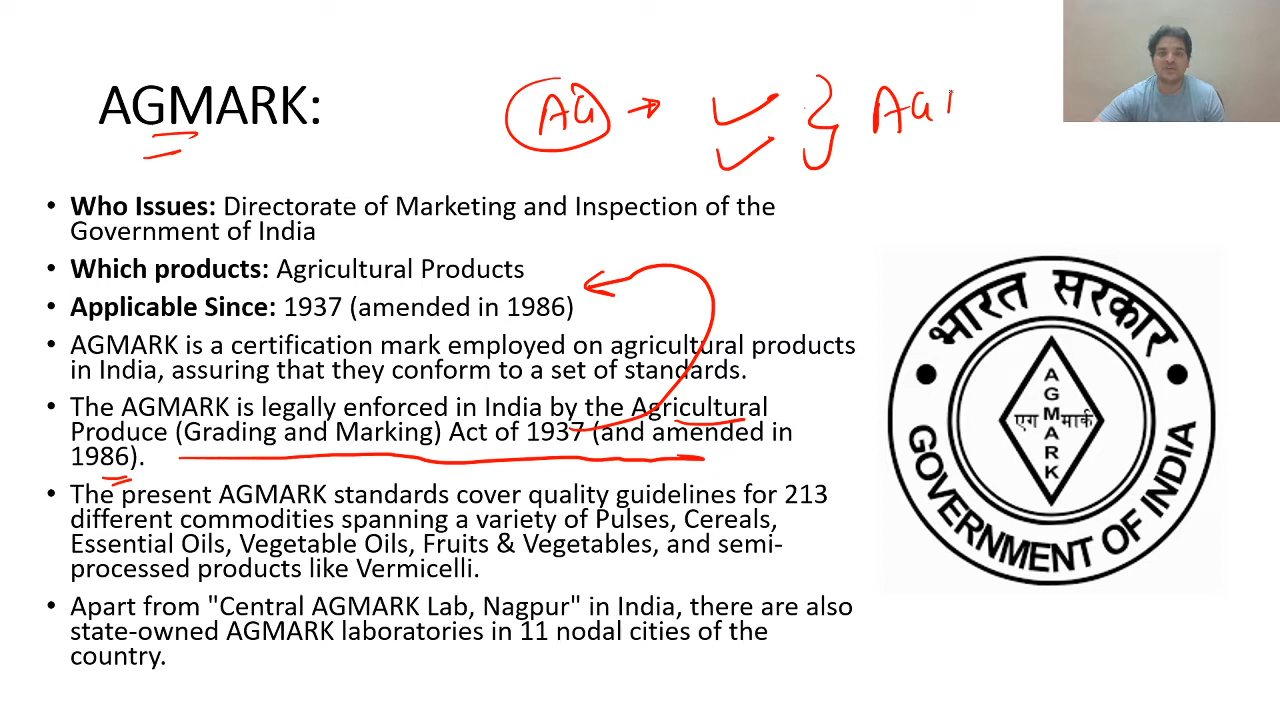 AGMARK:
AG → ✓ ✓ } AG
• Who Issues: Directorate of Marketing and Inspection of the
Government of India
• Which products: Agricultural Products
• Applicable Since: 1937 (amended in 1986)
• AGMARK is a certification mark employed on agricultural products
in India, assuring that they conform to a set of standards.
• The AGMARK is legally enforced in India by the Agricultural
Produce (Grading and Marking) Act of 1937 (and amended in
1986).
• The present AGMARK standards cover quality guidelines for 213
different commodities spanning a variety of Pulses, Cereals,
Essential Oils, Vegetable Oils, Fruits & Vegetables, and semi-
processed products like Vermicelli.
• Apart from "Central AGMARK Lab, Nagpur" in India, there are also
state-owned AGMARK laboratories in 11 nodal cities of the
country.
भारत सरकार
AGMARK
एगमार्क
GOVERNMENT OF INDIA